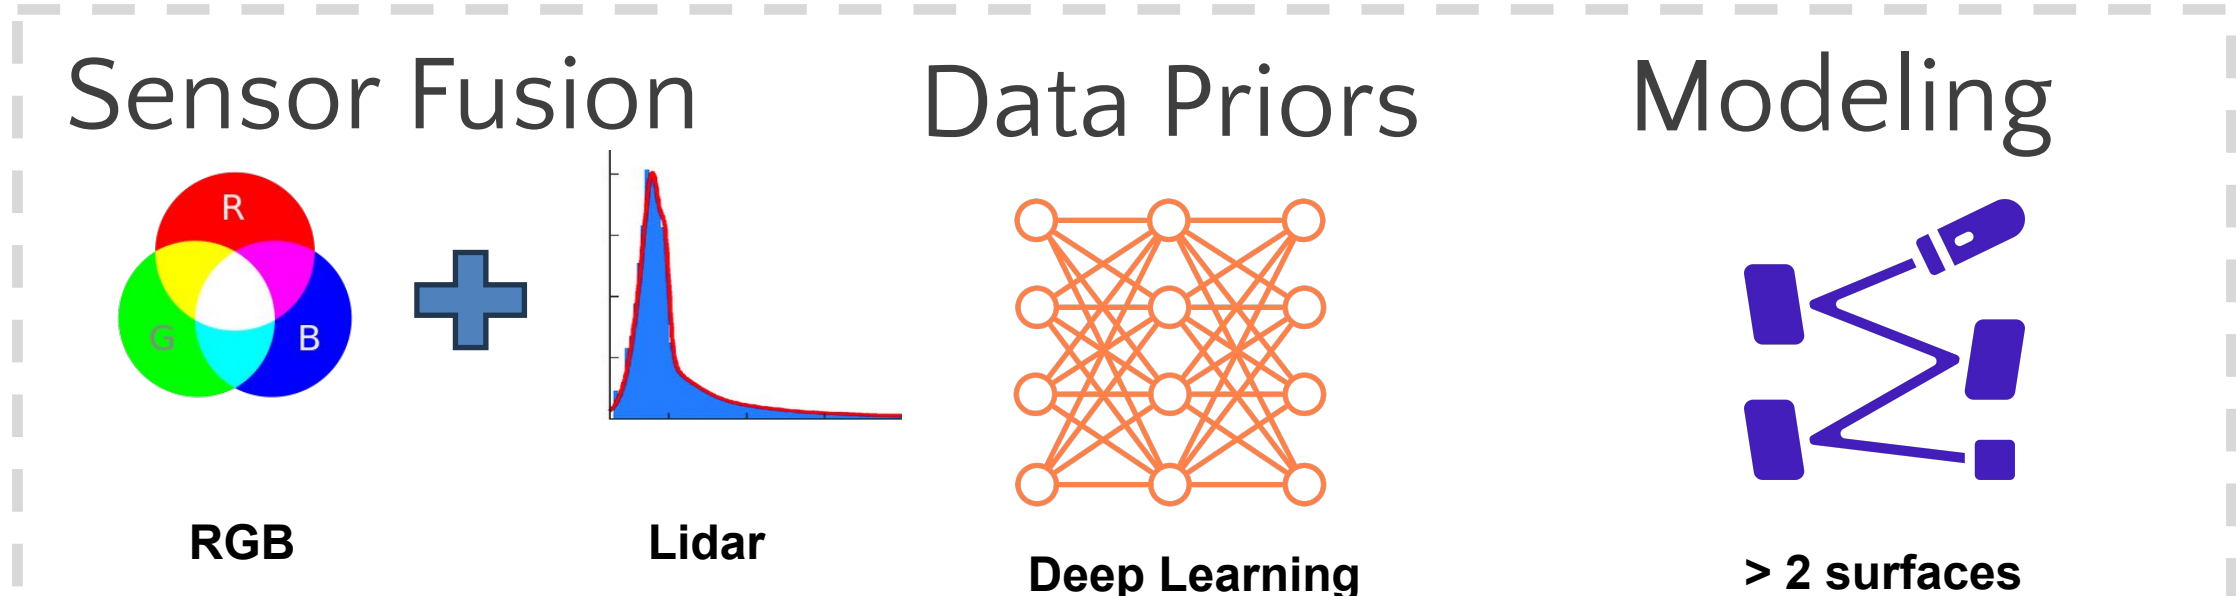 Sensor Fusion
Data Priors
Modeling
R
G
B
RGB
Lidar
Deep Learning
> 2 surfaces